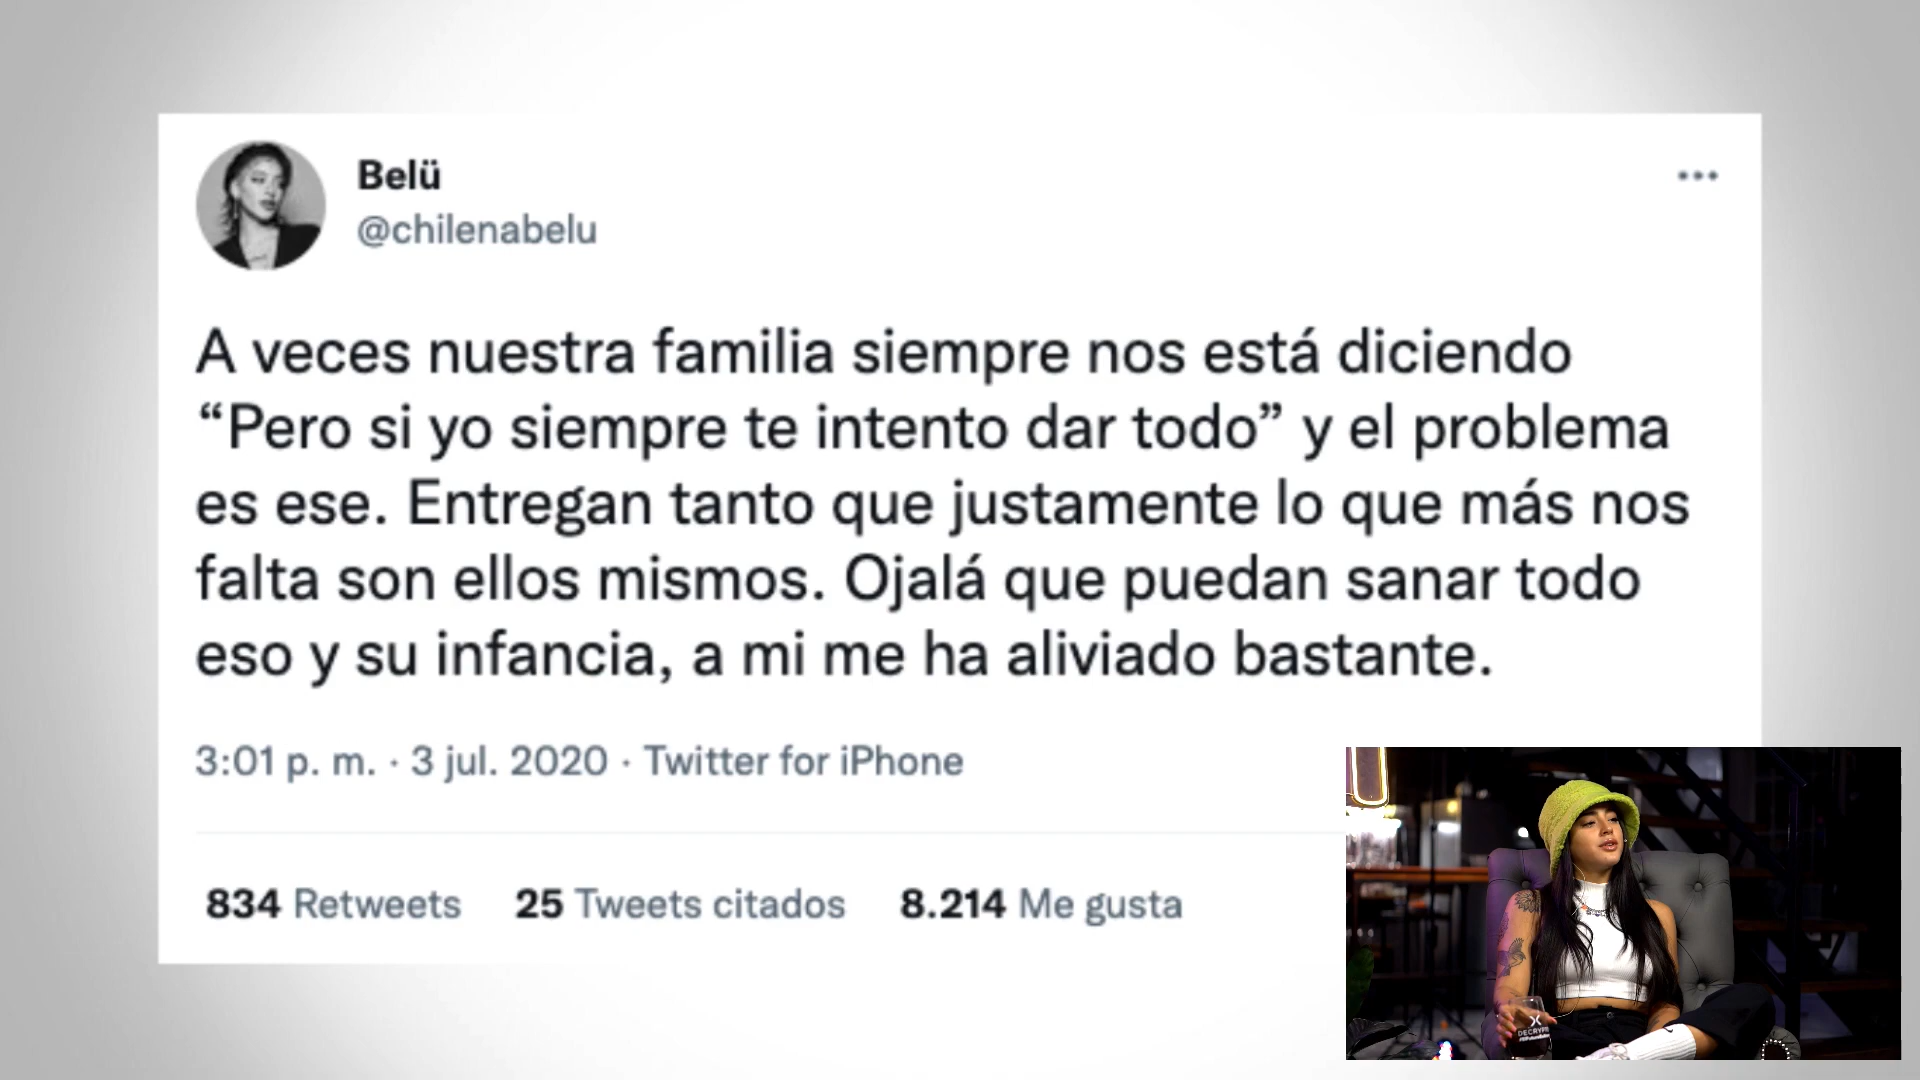 Belü
@chilenabelu
A veces nuestra familia siempre nos está diciendo
“Pero si yo siempre te intento dar todo” y el problema
es ese. Entregan tanto que justamente lo que más nos
falta son ellos mismos. Ojalá que puedan sanar todo
eso y su infancia, a mi me ha aliviado bastante.
3:01 p. m. · 3 jul. 2020 · Twitter for iPhone
834 Retweets 25 Tweets citados 8.214 Me gusta